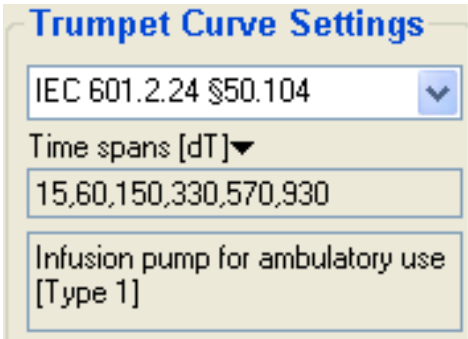 Trumpet Curve Settings
IEC 601.2.24 §50.104
Time spans [dT]
15,60,150,330,570,930
Infusion pump for ambulatory use
[Type 1]